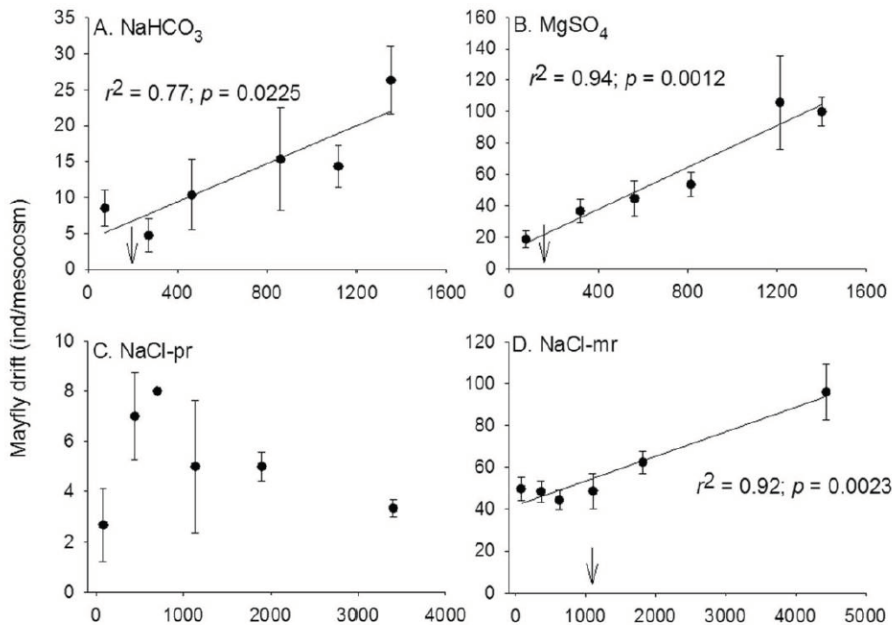 Mayfly drift (ind/mesocosm)
A. NaHCO3
r2 = 0.77; p = 0.0225
35
30
25
20
15
10
5
0
0 400 800 1200 1600
B. MgSO4
r2 = 0.94; p = 0.0012
160
140
120
100
80
60
40
20
0
0 400 800 1200 1600
C. NaCl-pr
10
8
6
4
2
0
0 1000 2000 3000 4000
D. NaCl-mr
r2 = 0.92; p = 0.0023
120
100
80
60
40
20
0
0 1000 2000 3000 4000 5000